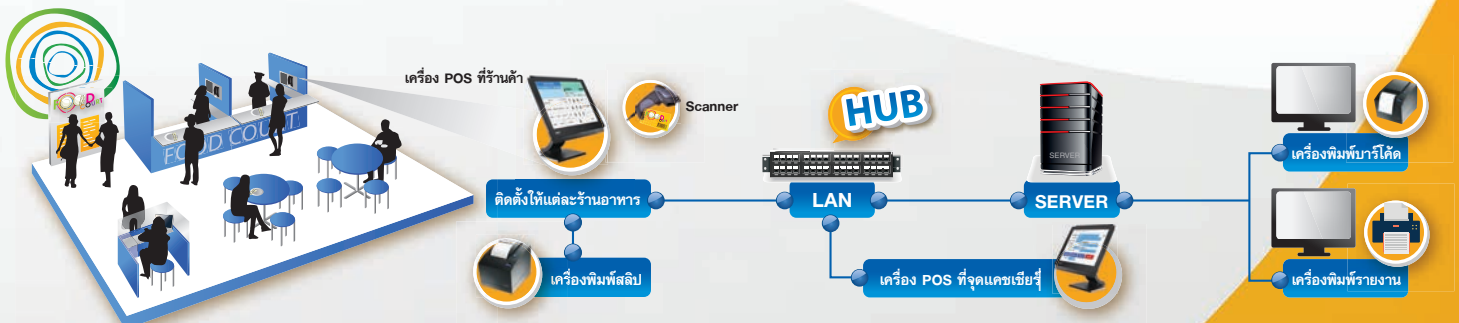 เครื่อง POS ที่ร้านค้า
Scanner
HUB
SERVER
FOOD COURT
FOOD COURT
ติดตั้งให้แต่ละร้านอาหาร
LAN
SERVER
เครื่องพิมพ์บาร์โค้ด
เครื่องพิมพ์สลิป
เครื่อง POS ที่จุดแคชเชียร์
เครื่องพิมพ์รายงาน